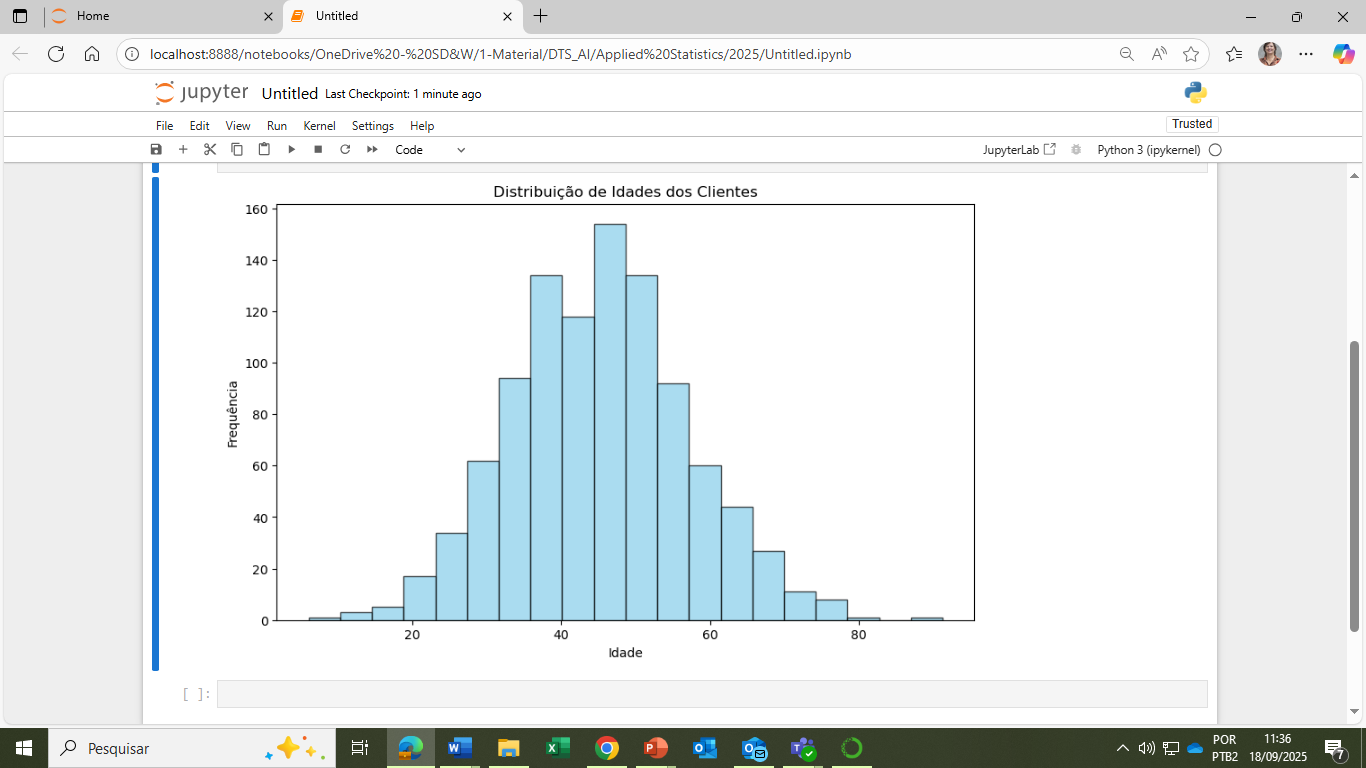 Home
Untitled
localhost:8888/notebooks/OneDrive%20-%20SD&W/1-Material/DTS_AI/Applied%20Statistics/2025/Untitled.ipynb
jupyter Untitled Last Checkpoint: 1 minute ago
File Edit View Run Kernel Settings Help
Trusted
Code
JupyterLab
Python 3 (ipykernel)
Distribuição de Idades dos Clientes
160
140
120
100
80
60
40
20
0
Frequência
20 40 60 80
Idade
[ ]:
Pesquisar
POR
PTB2
11:36
18/09/2025
7